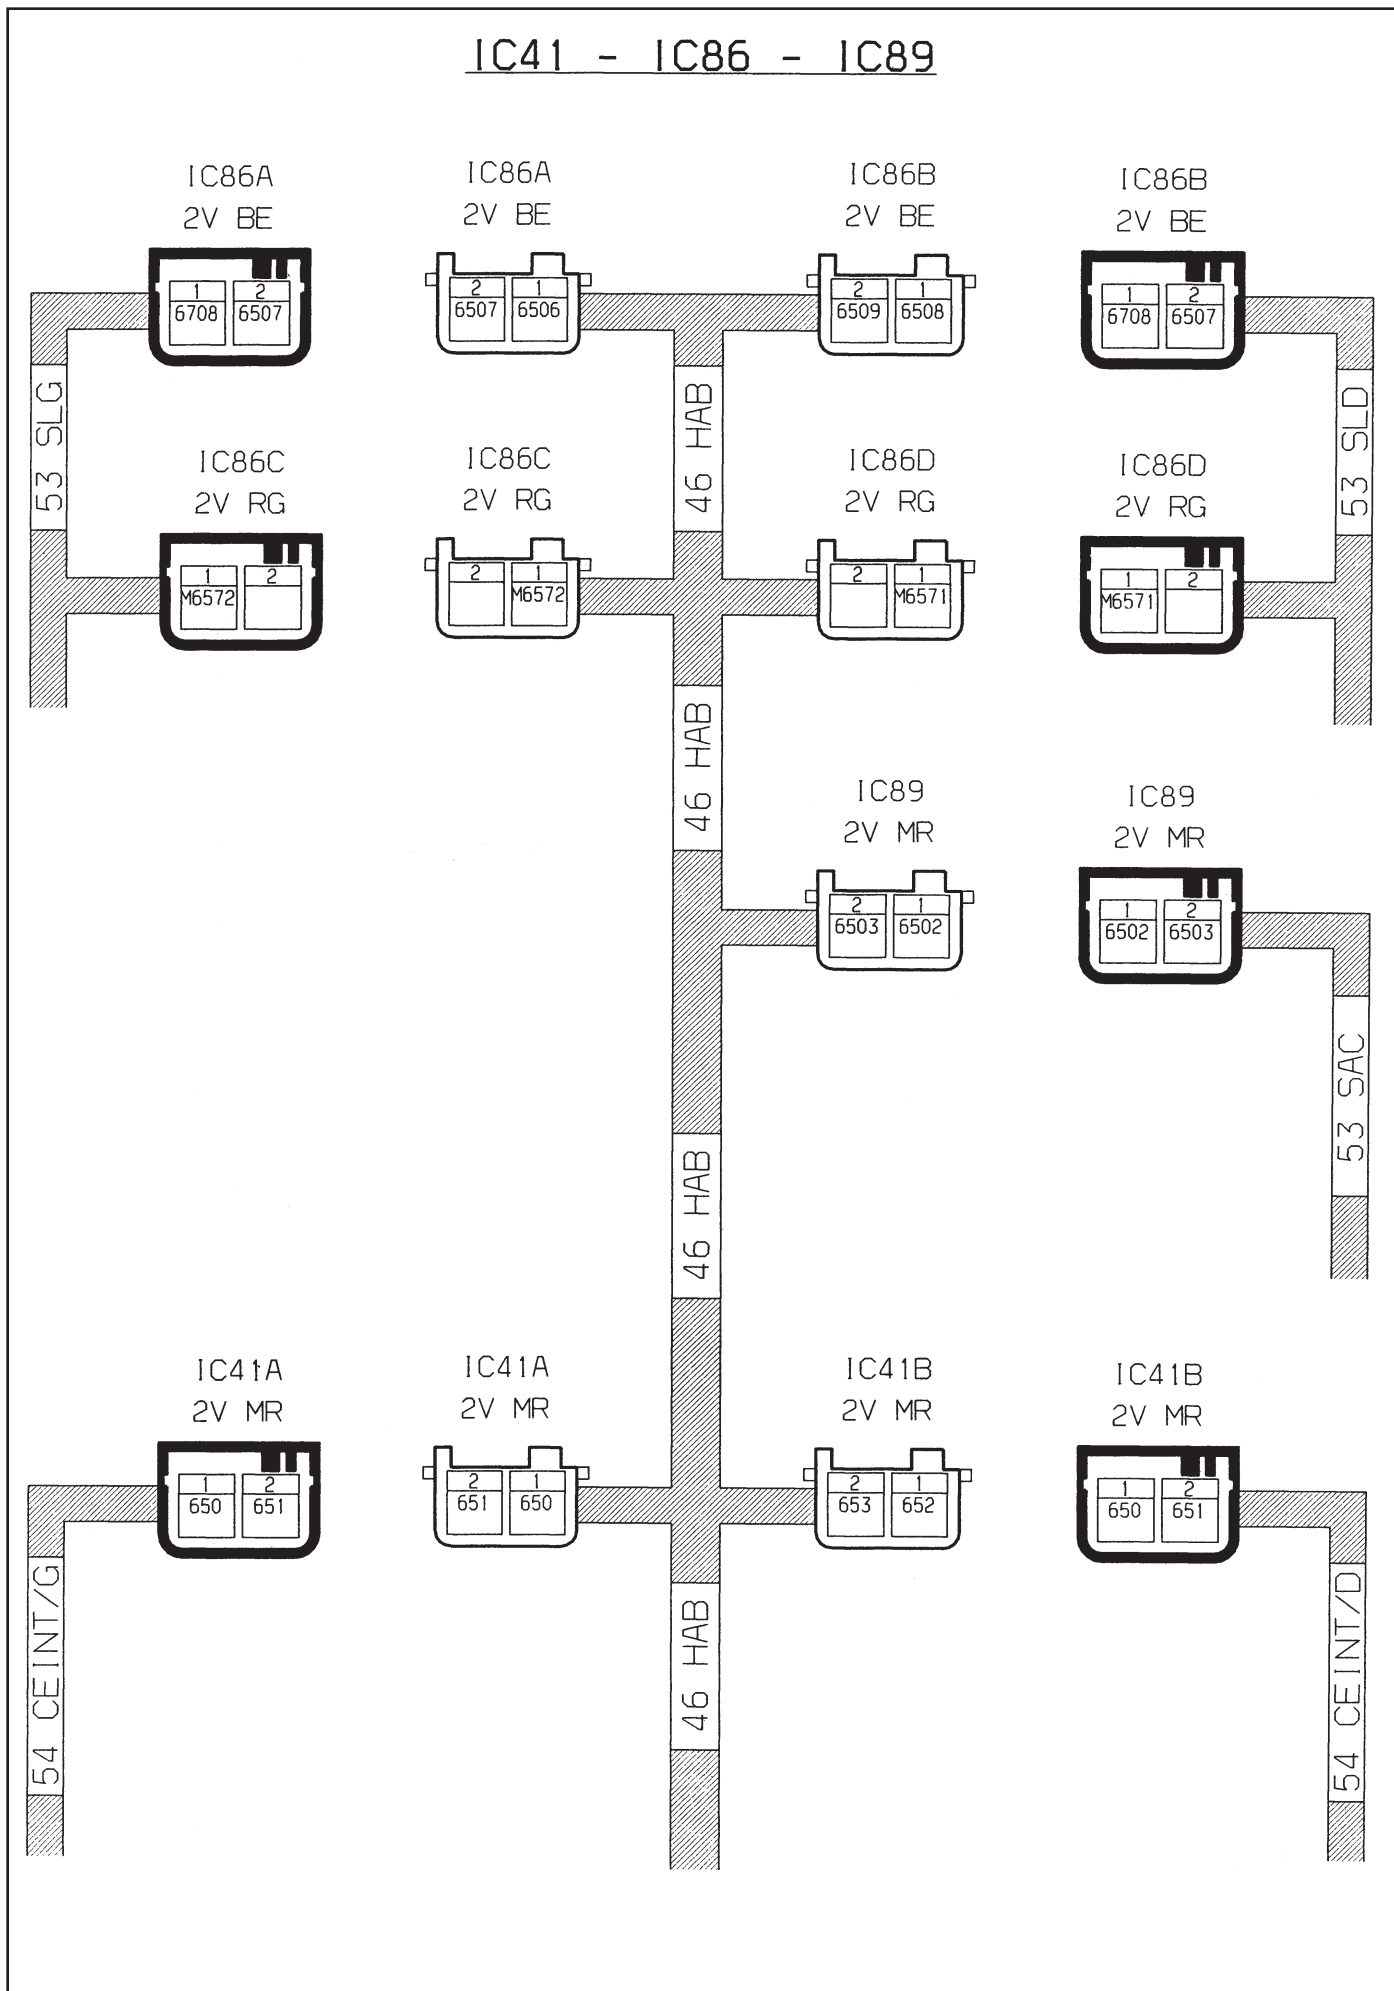 IC41 - IC86 - IC89
IC86A
2V BE
1 2
6708 6507
IC86A
2V BE
2 1
6507 6506
IC86B
2V BE
2 1
6509 6508
IC86B
2V BE
1 2
6708 6507
53 SLG
46 HAB
53 SLD
IC86C
2V RG
1 2
M6572
IC86C
2V RG
2 1
M6572
IC86D
2V RG
2 1
M6571
IC86D
2V RG
1 2
M6571
46 HAB
IC89
2V MR
2 1
6503 6502
IC89
2V MR
1 2
6502 6503
53 SAC
46 HAB
IC41A
2V MR
1 2
650 651
IC41A
2V MR
2 1
651 650
IC41B
2V MR
2 1
653 652
IC41B
2V MR
1 2
650 651
54 CEINT/G
46 HAB
54 CEINT/D